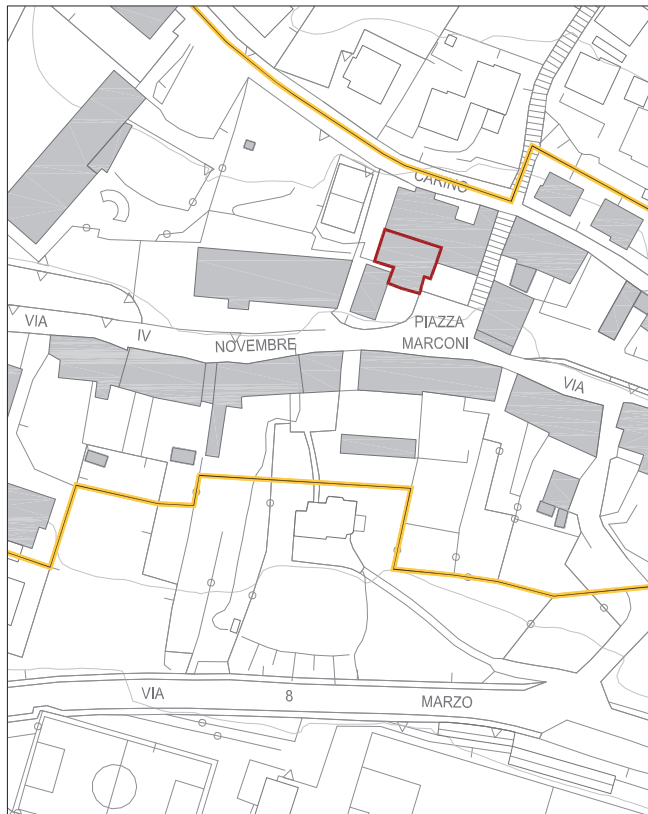 CARINO
VIA IV NOVEMBRE
PIAZZA
MARCONI
VIA
VIA 8 MARZO